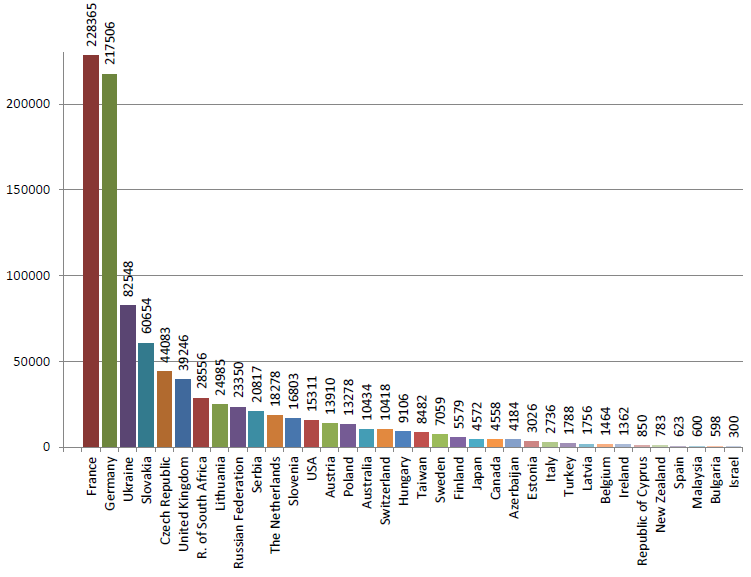 228365
217506
82548
60654
44083
39246
28556
24985
23350
20817
18278
16803
15311
13910
13278
10434
10418
9106
8482
7059
5579
4572
4558
4184
3026
2736
1788
1756
1464
1362
850
783
623
600
598
300
200000
150000
100000
50000
0
France
Germany
Ukraine
Slovakia
Czech Republic
United Kingdom
R. of South Africa
Lithuania
Russian Federation
Serbia
The Netherlands
Slovenia
USA
Austria
Poland
Australia
Switzerland
Hungary
Taiwan
Sweden
Finland
Japan
Canada
Azerbaijan
Estonia
Italy
Turkey
Latvia
Belgium
Ireland
Republic of Cyprus
New Zealand
Spain
Malaysia
Bulgaria
Israel